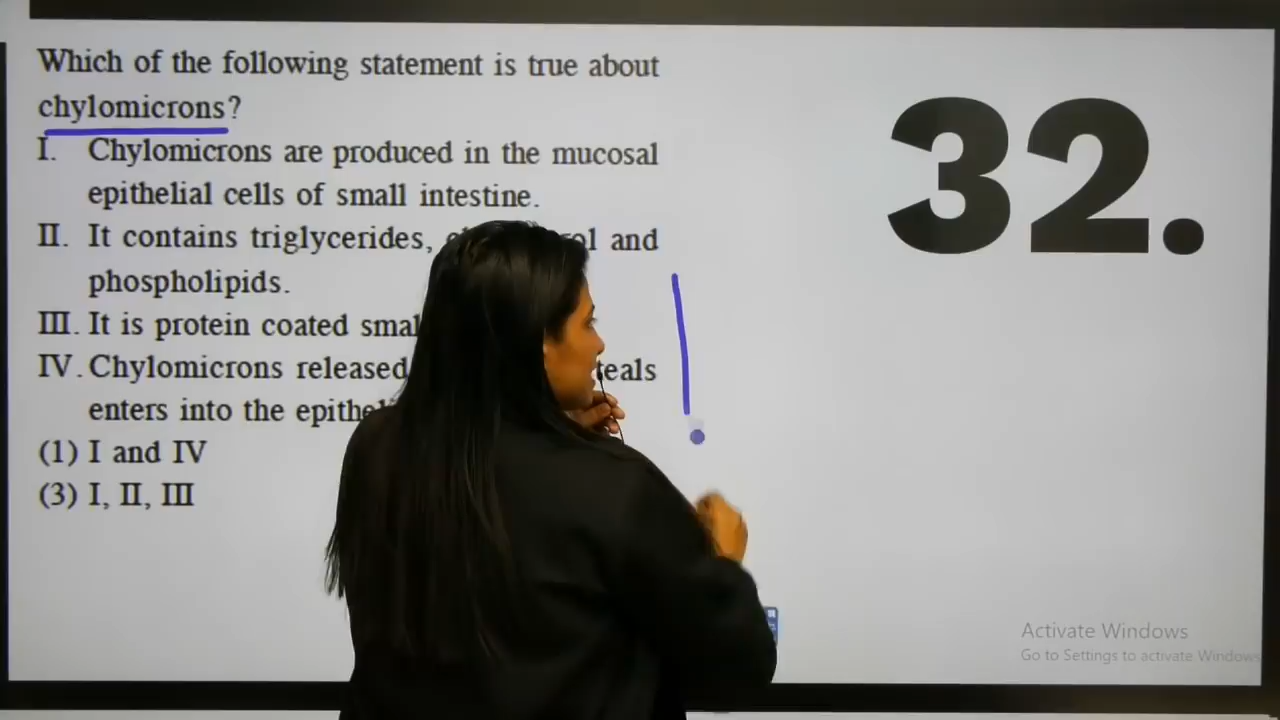 Which of the following statement is true about
chylomicrons?
I. Chylomicrons are produced in the mucosal
epithelial cells of small intestine.
II. It contains triglycerides, and
phospholipids.
III. It is protein coated
IV. Chylomicrons released
enters into the
(1) I and IV
(3) I, II, III
32.
Activate Windows
Go to Settings to activate Windows